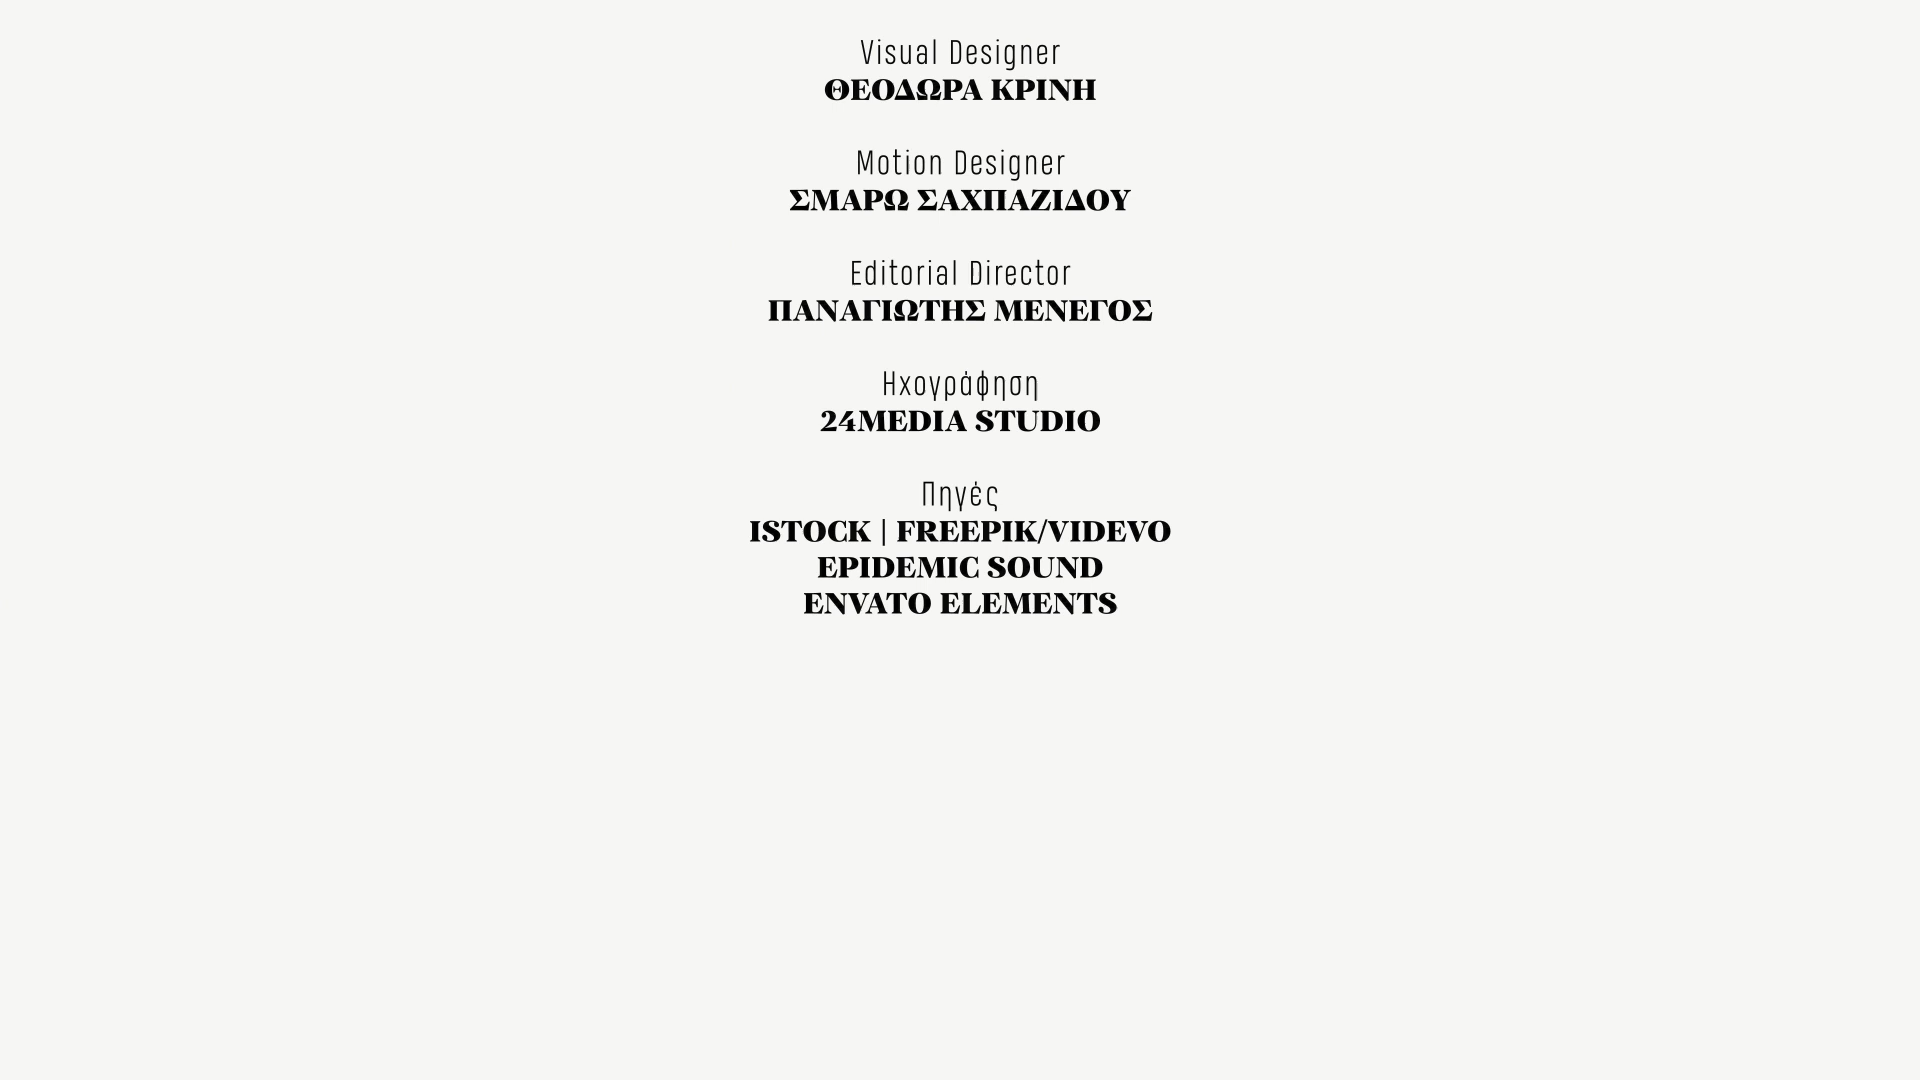 Visual Designer
ΘΕΟΔΩΡΑ ΚΡΙΝΗ
Motion Designer
ΣΜΑΡΩ ΣΑΧΠΑΖΙΔΟΥ
Editorial Director
ΠΑΝΑΓΙΩΤΗΣ ΜΕΝΕΓΟΣ
Ηχογράφηση
24MEDIA STUDIO
Πηγές
ISTOCK | FREEPIK/VIDEVO
EPIDEMIC SOUND
ENVATO ELEMENTS